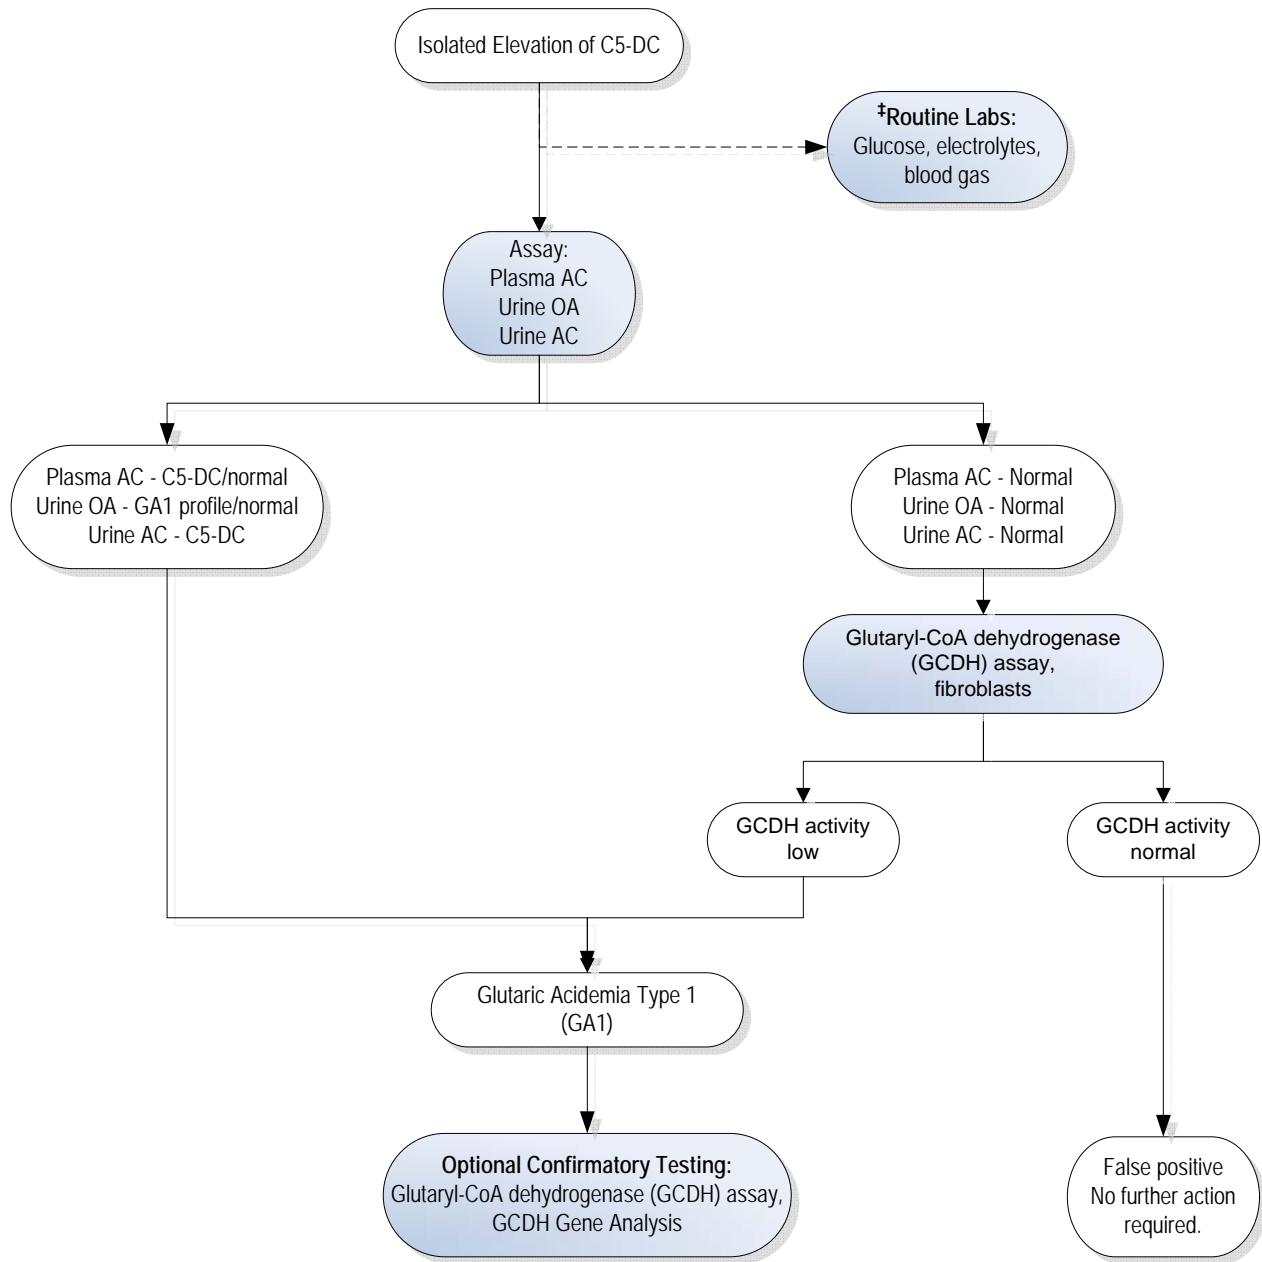 Isolated Elevation of C5-DC
‡Routine Labs:
Glucose, electrolytes,
blood gas
Assay:
Plasma AC
Urine OA
Urine AC
Plasma AC - C5-DC/normal
Urine OA - GA1 profile/normal
Urine AC - C5-DC
Plasma AC - Normal
Urine OA - Normal
Urine AC - Normal
Glutaryl-CoA dehydrogenase
(GCDH) assay,
fibroblasts
GCDH activity
low
GCDH activity
normal
Glutaric Acidemia Type 1
(GA1)
Optional Confirmatory Testing:
Glutaryl-CoA dehydrogenase (GCDH) assay,
GCDH Gene Analysis
False positive
No further action
required.